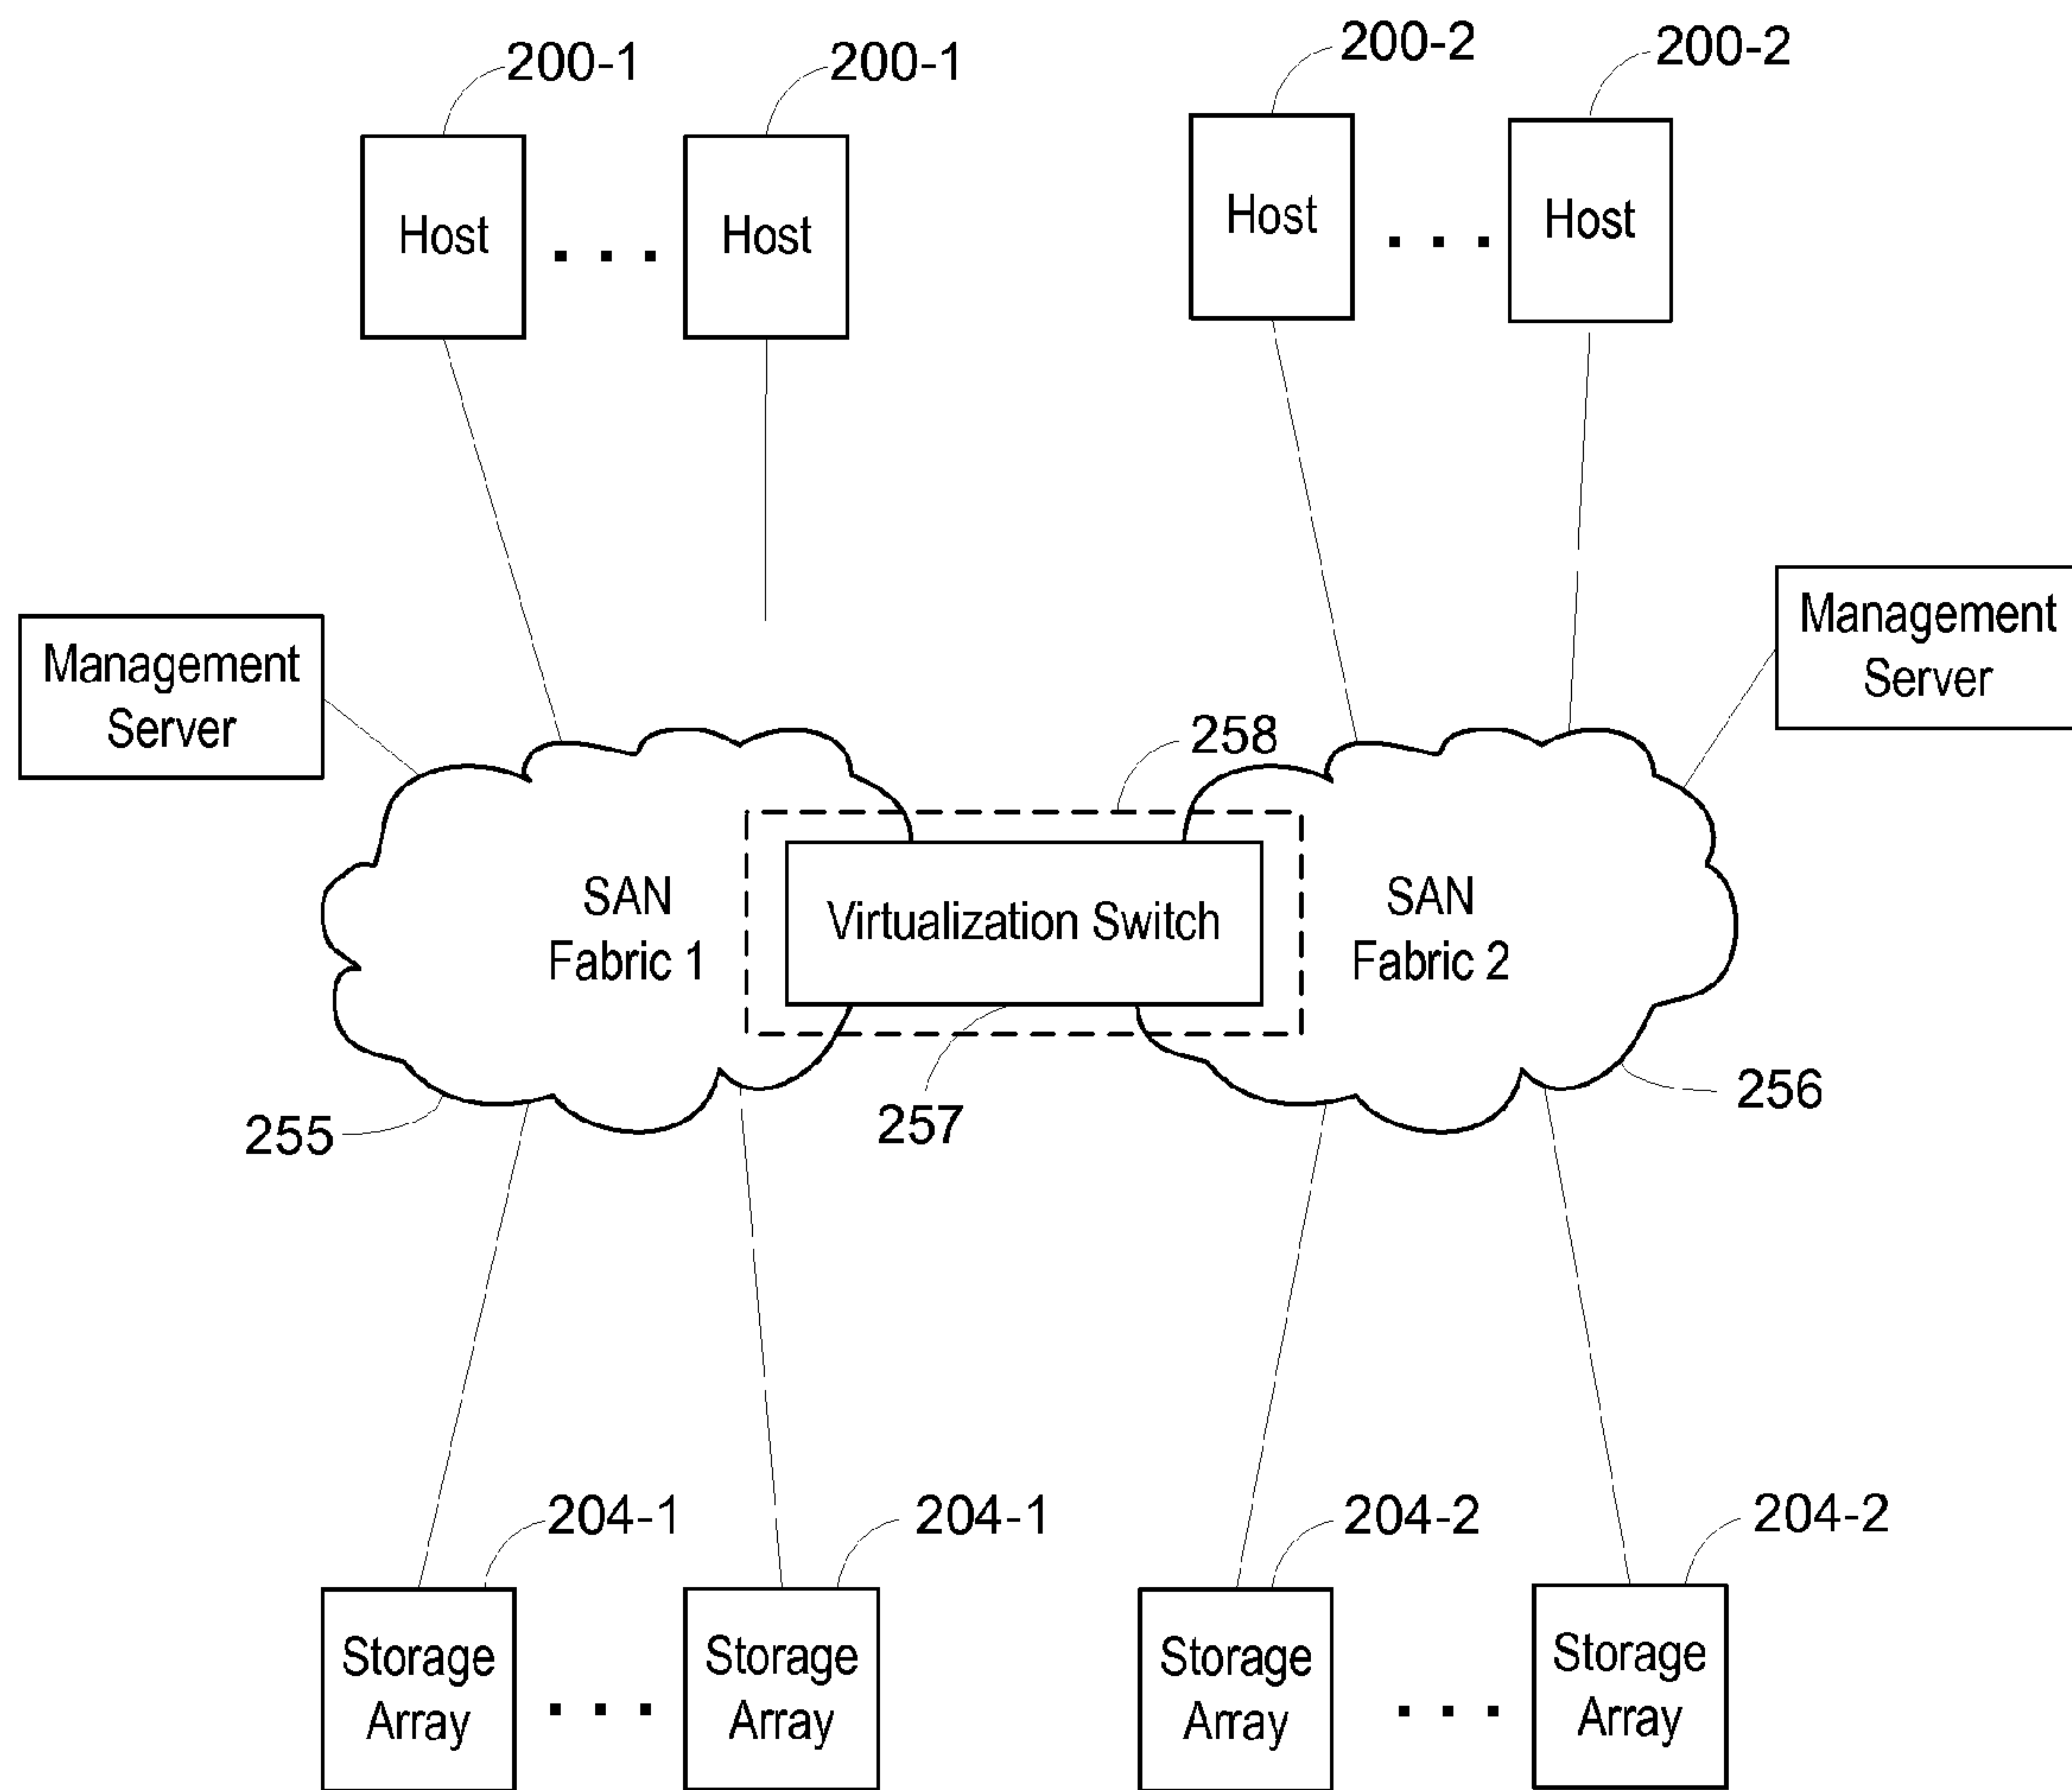 200-1
200-1
200-2
200-2
Host
. . .
Host
Host
. . .
Host
Management
Server
Management
Server
258
SAN
Fabric 1
Virtualization Switch
SAN
Fabric 2
255
257
256
204-1
204-1
204-2
204-2
Storage
Array
. . .
Storage
Array
Storage
Array
. . .
Storage
Array